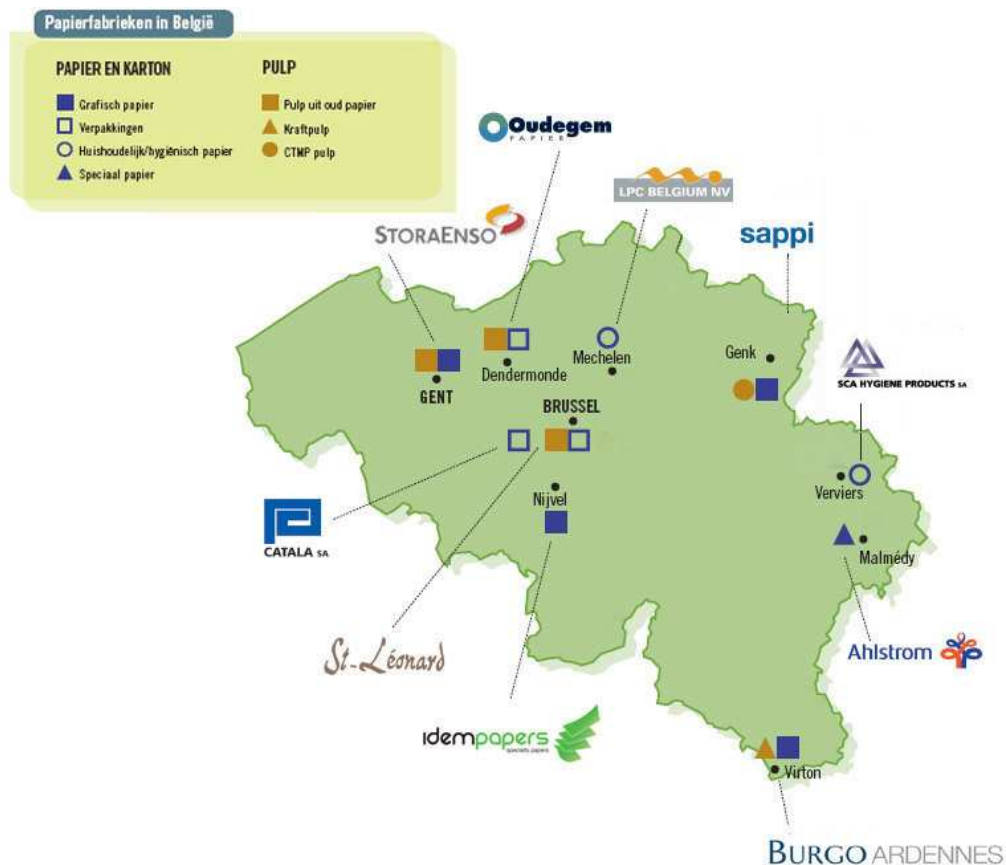 Papierfabrieken in België
PAPIER EN KARTON
Grafisch papier
Verpakkingen
Huishoudelijk/hygiënisch papier
Speciaal papier
PULP
Pulp uit oud papier
Kraftpulp
CTMP pulp
Oudegem
PAPIER
LPC BELGIUM NV
STORAENSO
sappi
Mechelen
Genk
Dendermonde
GENT
SCA HYGIENE PRODUCTS SA
BRUSSEL
Verviers
Nijvel
CATALA SA
Malmédy
St-Léonard
Ahlstrom
idempapers
specialty papers
Virton
BURGO ARDENNES